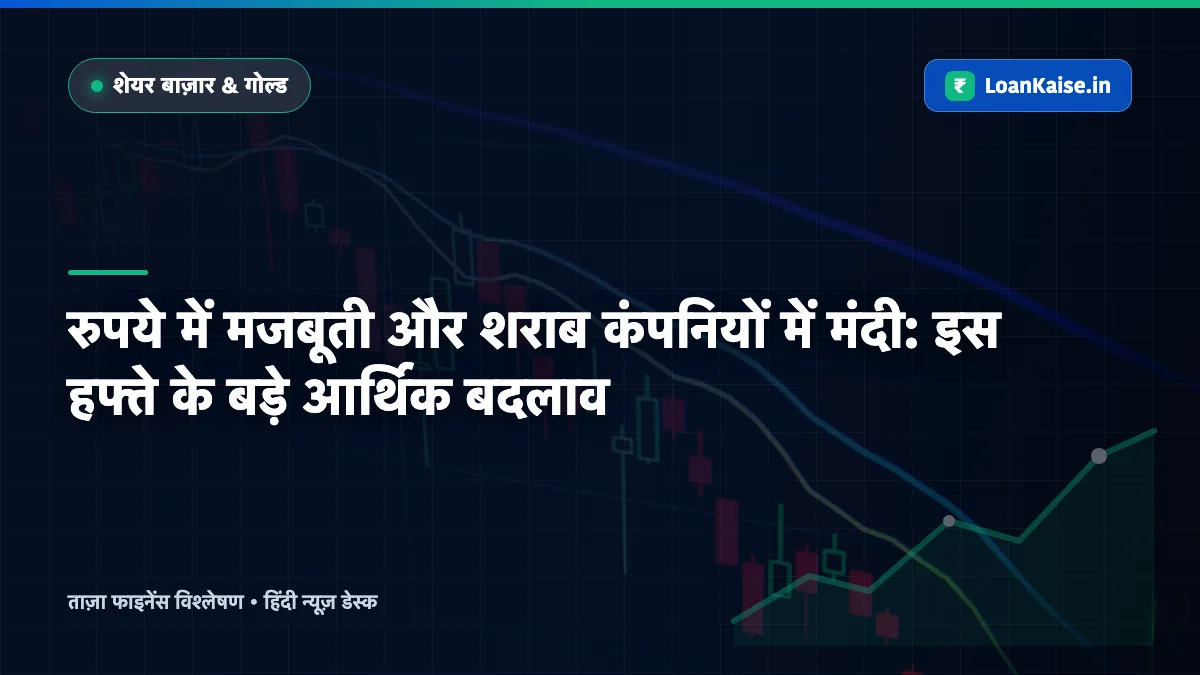 शेयर बाज़ार & गोल्ड
₹ LoanKaise.in
रुपये में मजबूती और शराब कंपनियों में मंदी: इस
हफ्ते के बड़े आर्थिक बदलाव
ताज़ा फाइनेंस विश्लेषण • हिंदी न्यूज़ डेस्क